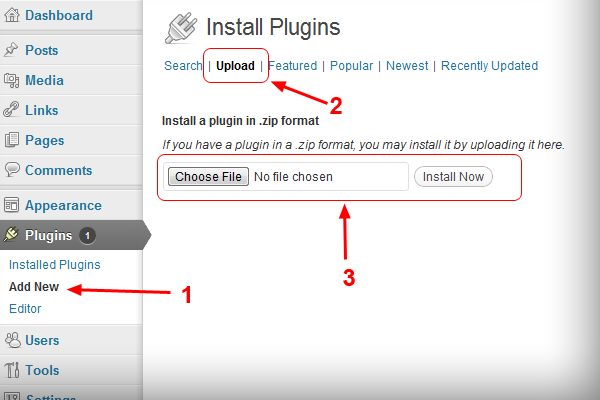 Dashboard
Posts
Media
Links
Pages
Comments
Appearance
Plugins 1
Installed Plugins
Add New
Editor
Users
Tools
Settings
1
Install Plugins
Search | Upload | Featured | Popular | Newest | Recently Updated
2
Install a plugin in .zip format
If you have a plugin in a .zip format, you may install it by uploading it here.
Choose File No file chosen Install Now
3